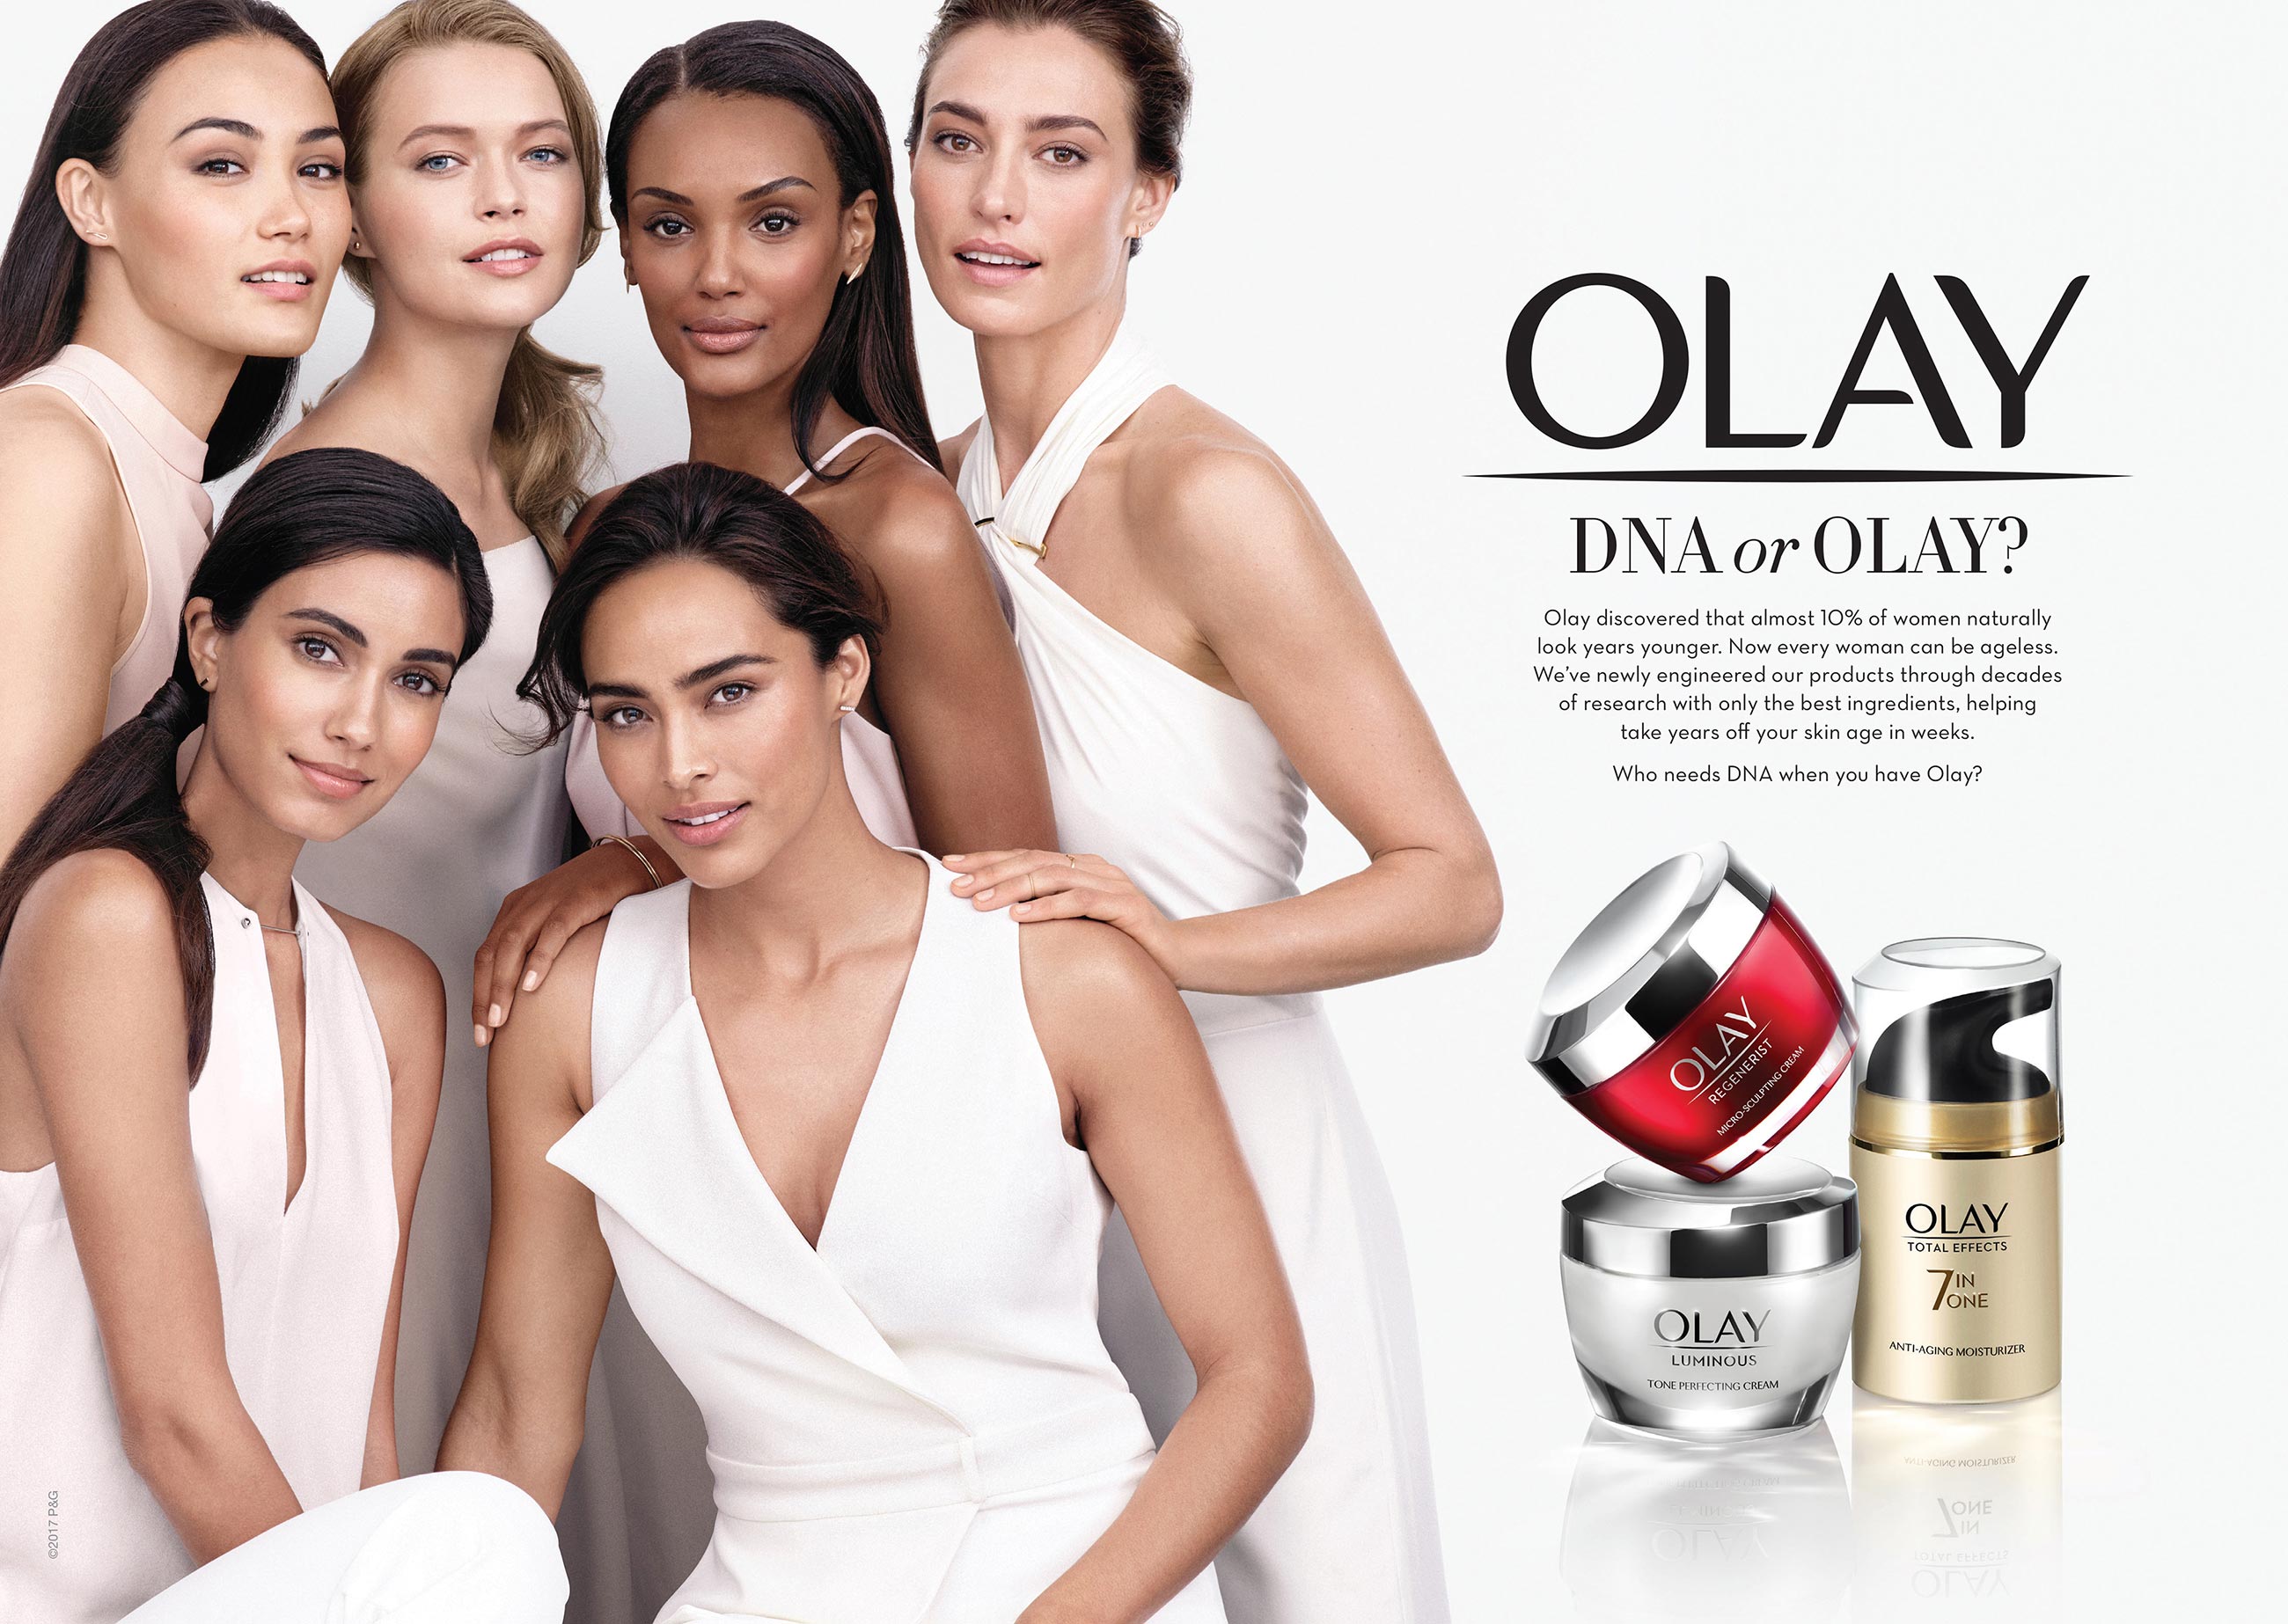 OLAY
DNA or OLAY?
Olay discovered that almost 10% of women naturally
look years younger. Now every woman can be ageless.
We've newly engineered our products through decades
of research with only the best ingredients, helping
take years off your skin age in weeks.
Who needs DNA when you have Olay?
OLAY
REGENERIST
MICRO-SCULPTING CREAM
OLAY
LUMINOUS
TONE PERFECTING CREAM
OLAY
TOTAL EFFECTS
7 IN
ONE
ANTI-AGING MOISTURIZER
©2017 P&G